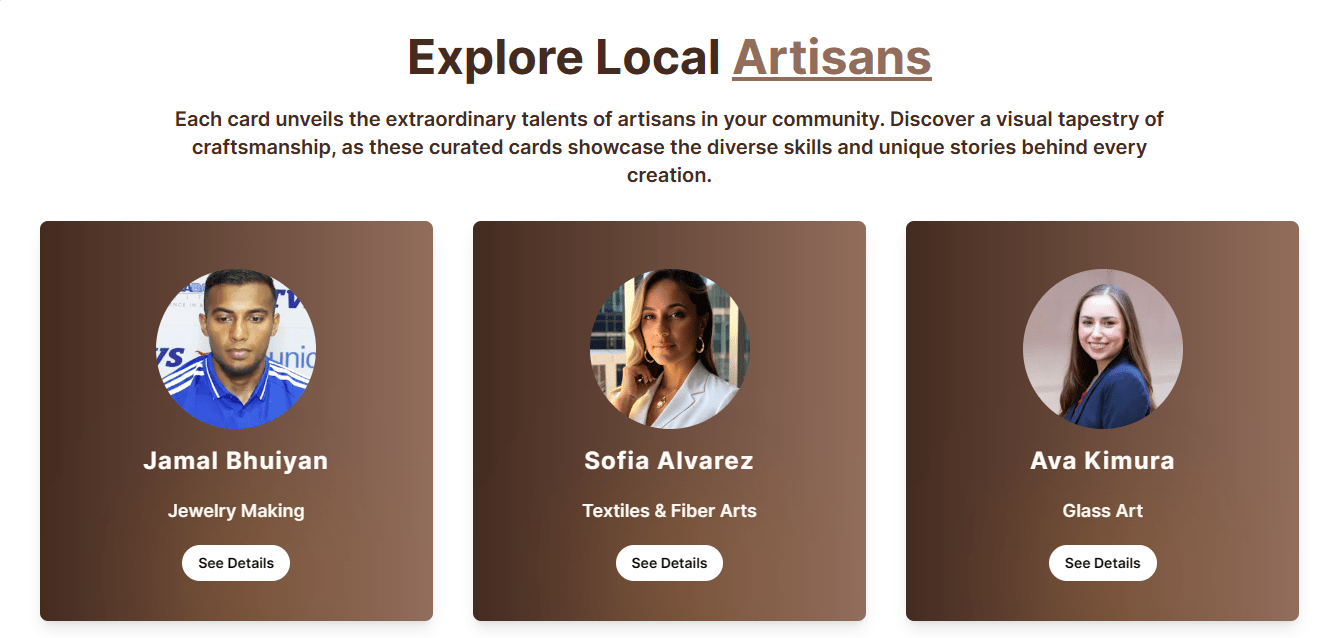 Explore Local Artisans
Each card unveils the extraordinary talents of artisans in your community. Discover a visual tapestry of
craftsmanship, as these curated cards showcase the diverse skills and unique stories behind every
creation.
Jamal Bhuiyan
Jewelry Making
See Details
Sofia Alvarez
Textiles & Fiber Arts
See Details
Ava Kimura
Glass Art
See Details